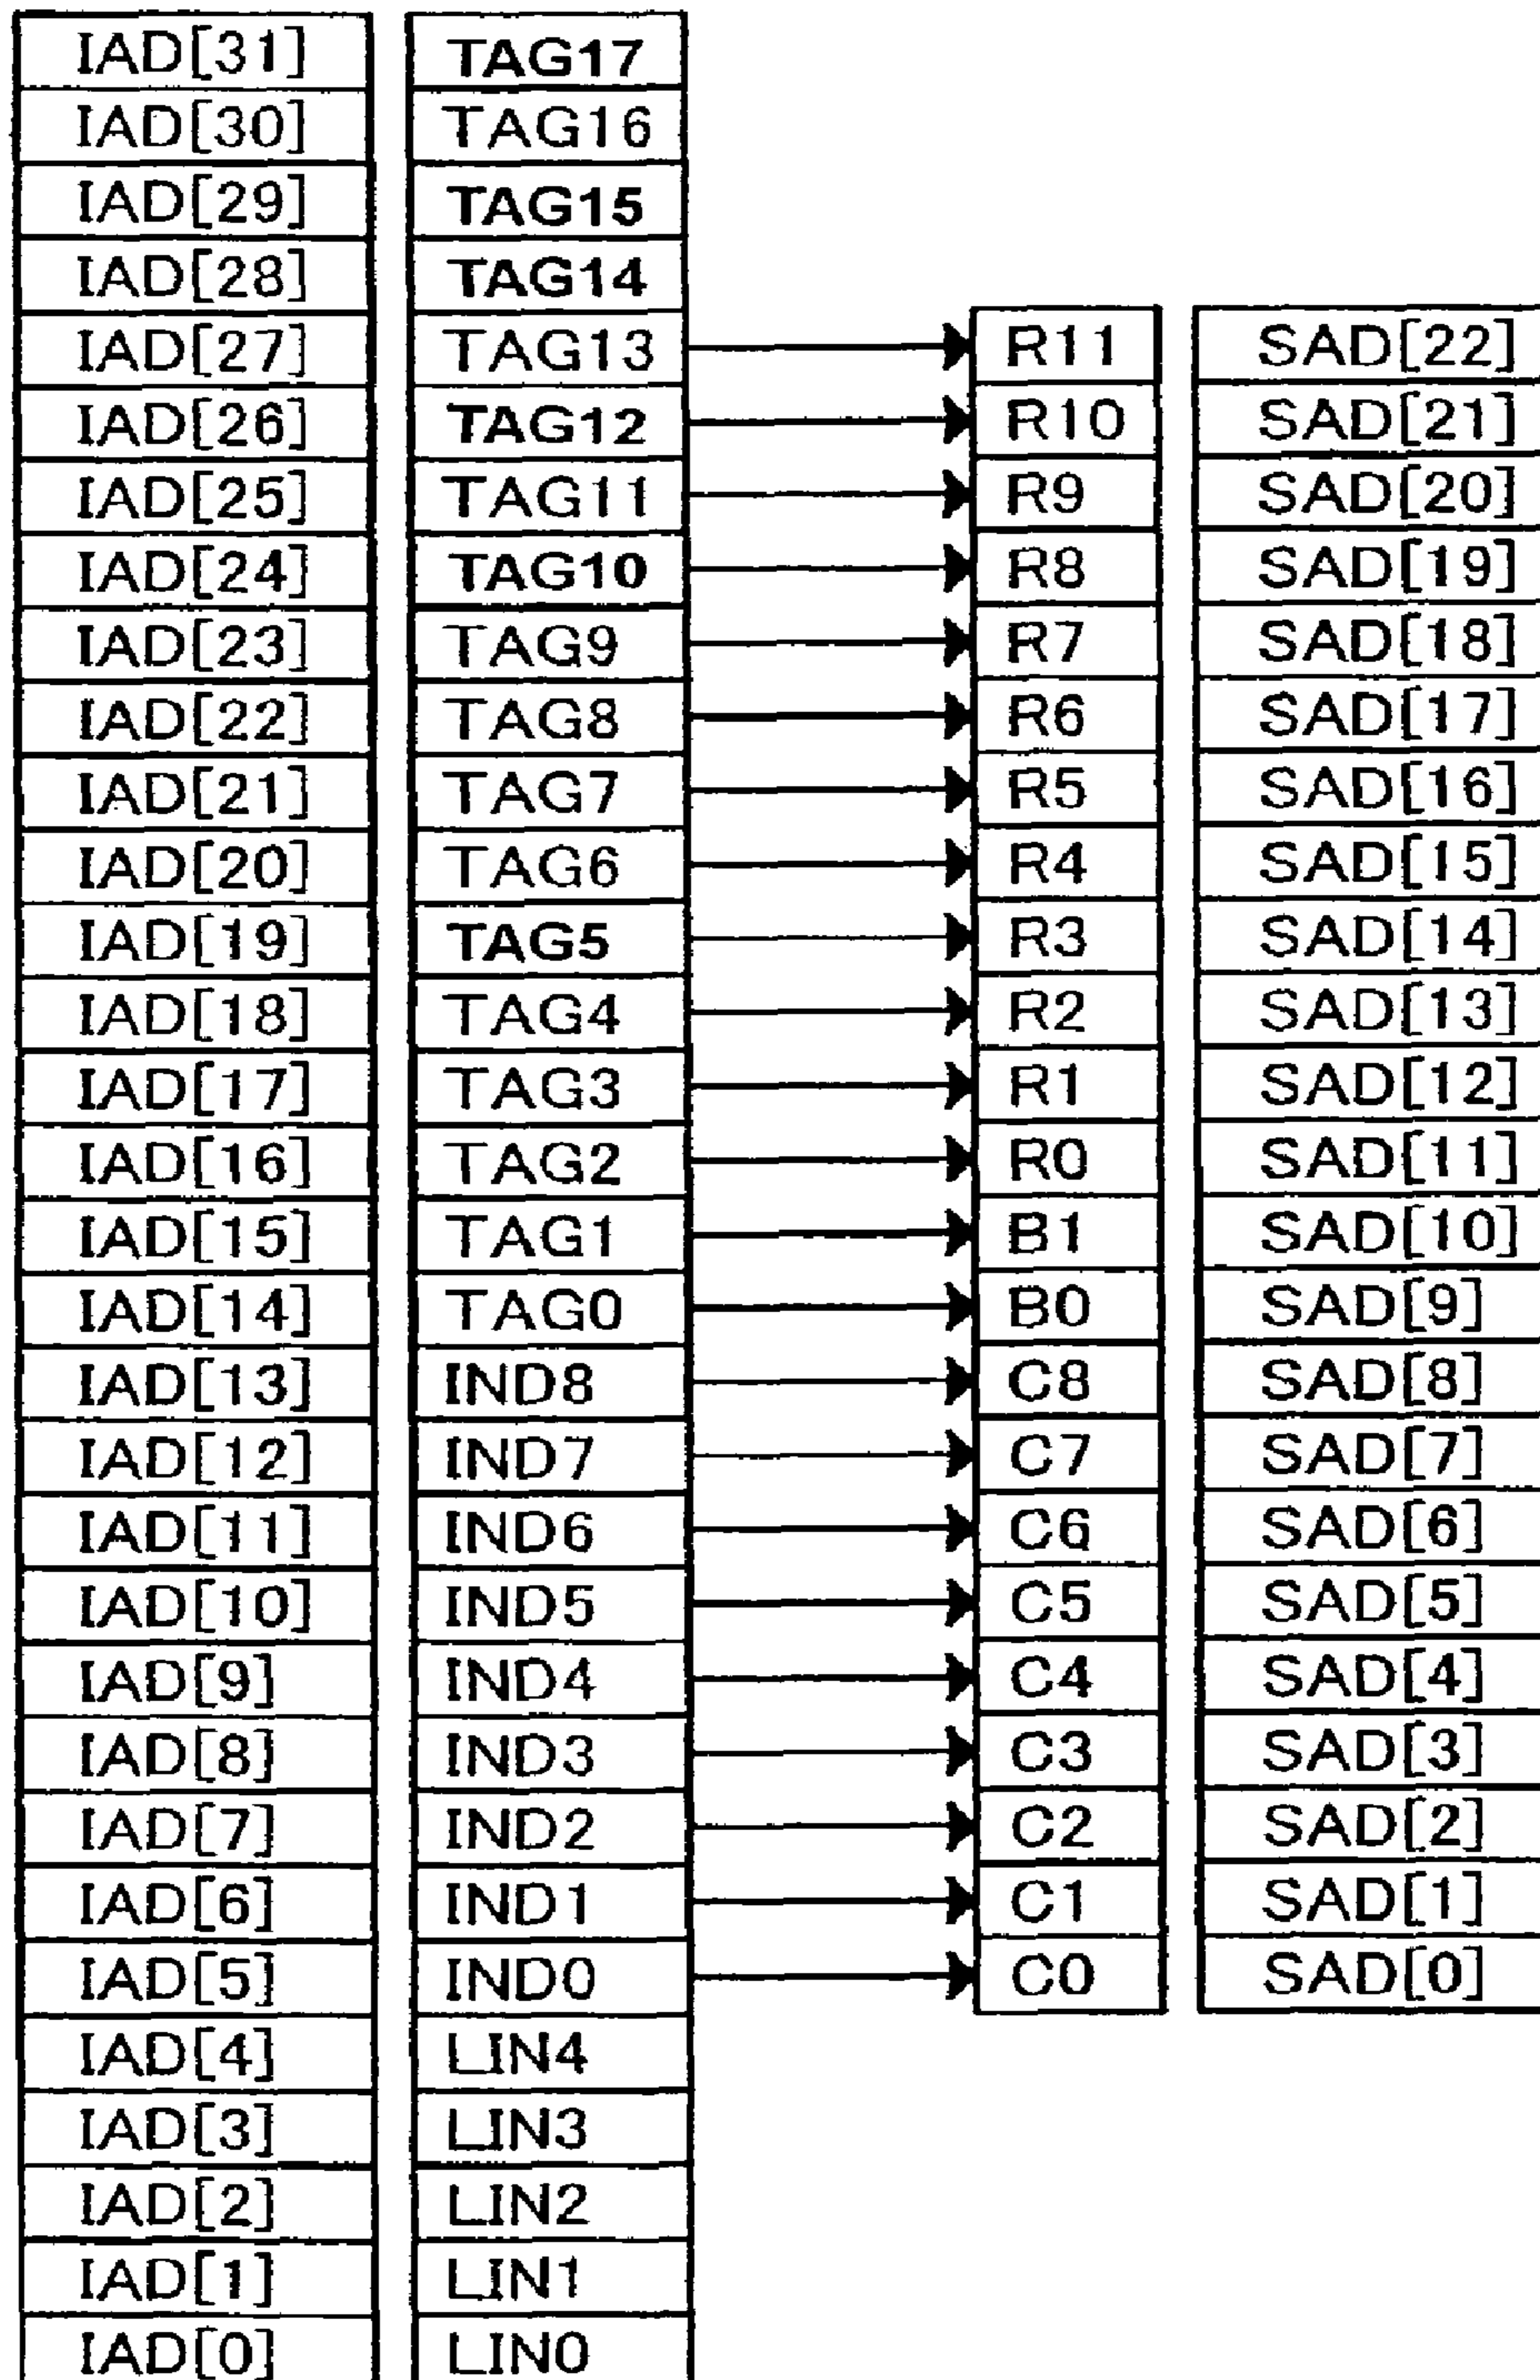 IAD[31] TAG17
IAD[30] TAG16
IAD[29] TAG15
IAD[28] TAG14
IAD[27] TAG13 R11 SAD[22]
IAD[26] TAG12 R10 SAD[21]
IAD[25] TAG11 R9 SAD[20]
IAD[24] TAG10 R8 SAD[19]
IAD[23] TAG9 R7 SAD[18]
IAD[22] TAG8 R6 SAD[17]
IAD[21] TAG7 R5 SAD[16]
IAD[20] TAG6 R4 SAD[15]
IAD[19] TAG5 R3 SAD[14]
IAD[18] TAG4 R2 SAD[13]
IAD[17] TAG3 R1 SAD[12]
IAD[16] TAG2 R0 SAD[11]
IAD[15] TAG1 B1 SAD[10]
IAD[14] TAG0 B0 SAD[9]
IAD[13] IND8 C8 SAD[8]
IAD[12] IND7 C7 SAD[7]
IAD[11] IND6 C6 SAD[6]
IAD[10] IND5 C5 SAD[5]
IAD[9] IND4 C4 SAD[4]
IAD[8] IND3 C3 SAD[3]
IAD[7] IND2 C2 SAD[2]
IAD[6] IND1 C1 SAD[1]
IAD[5] IND0 C0 SAD[0]
IAD[4] LIN4
IAD[3] LIN3
IAD[2] LIN2
IAD[1] LIN1
IAD[0] LIN0